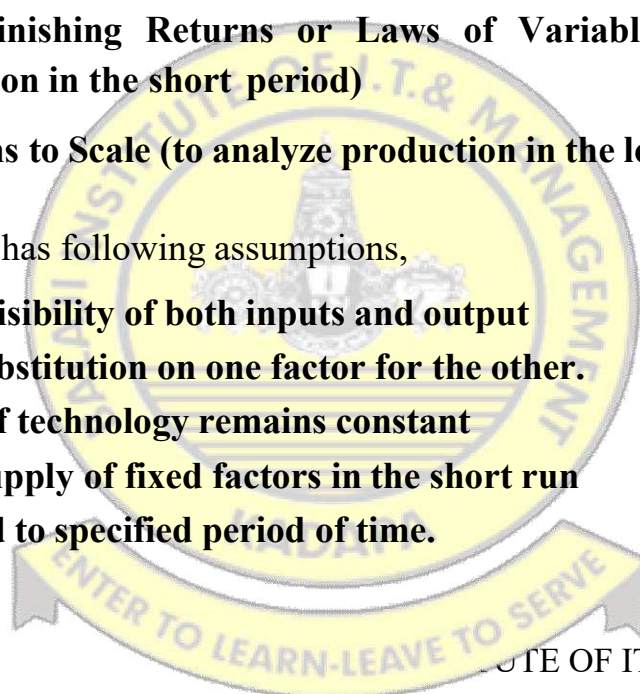 inishing Returns or Laws of Variabl
on in the short period)
ns to Scale (to analyze production in the l
has following assumptions,
isibility of both inputs and output
bstitution on one factor for the other.
f technology remains constant
upply of fixed factors in the short run
d to specified period of time.
KADAPA
ENTER TO LEARN-LEAVE TO SERVE
UTE OF IT